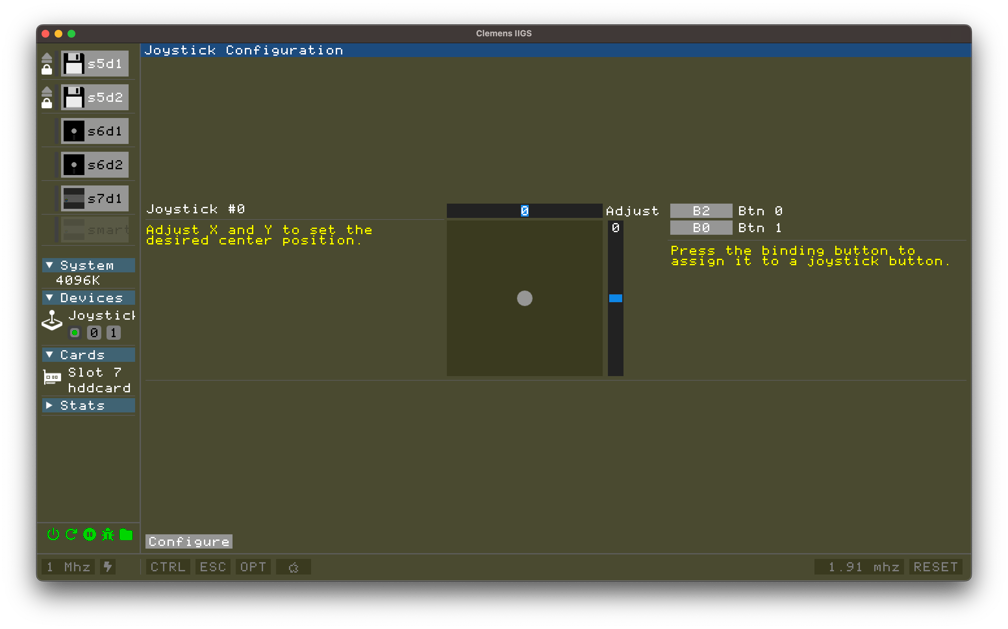 Clemens IIGS
s5d1
s5d2
s6d1
s6d2
s7d1
smart
System
4096K
Devices
Joystick
0 1
Cards
Slot 7
hddcard
Stats
1 Mhz
Joystick Configuration
Joystick #0
Adjust X and Y to set the
desired center position.
0
Adjust
0
B2 Btn 0
B0 Btn 1
Press the binding button to
assign it to a joystick button.
Configure
CTRL ESC OPT
1.91 mhz RESET